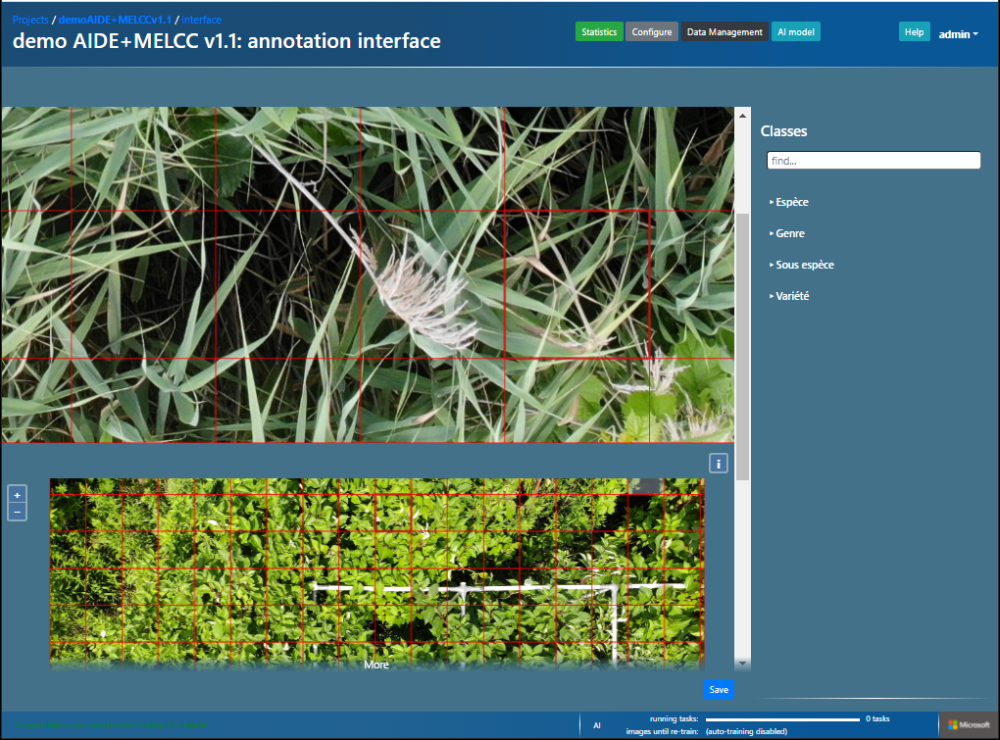 Projects / demoAIDE+MELCCv1.1 / Interface
demo AIDE+MELCC v1.1: annotation interface
Statistics Configure Data Management AI model Help admin
Classes
find...
Espèce
Genre
Sous espèce
Variété
i
+
−
More
Save
AI
running tasks: 0 tasks
images until re-train: (auto-training disabled)
Microsoft